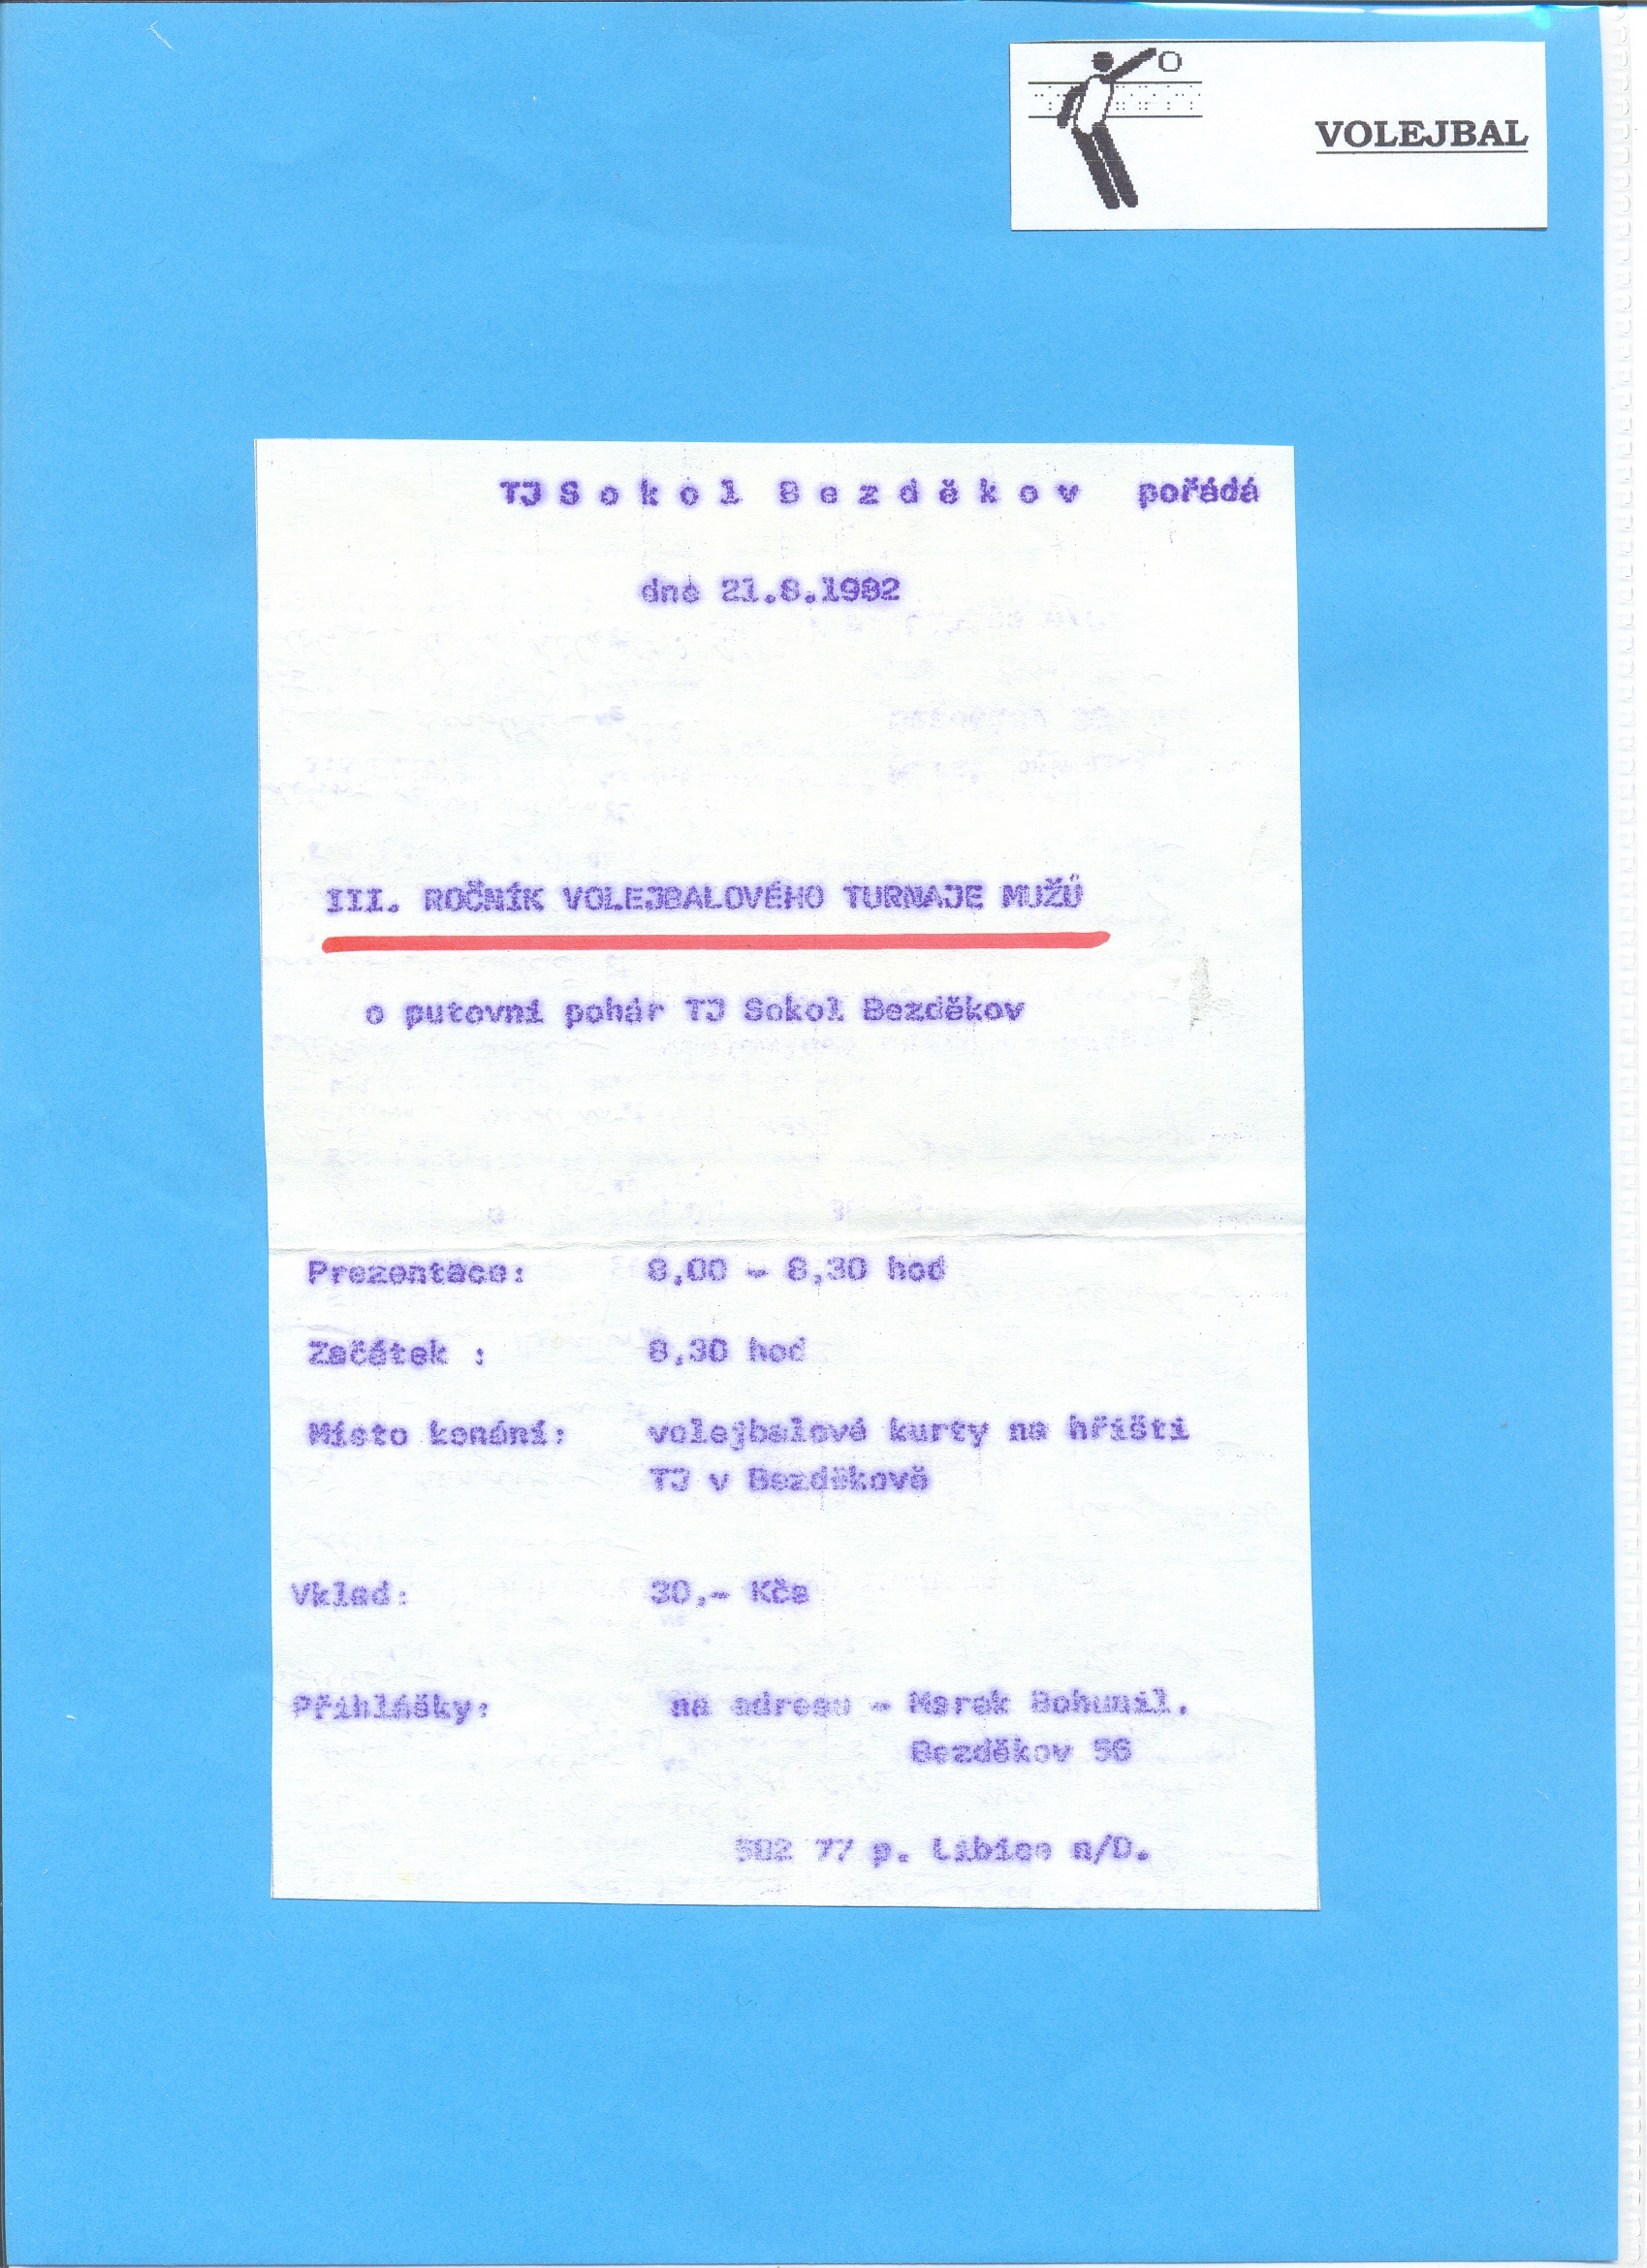 VOLEJBAL
TJ S o k o l  B e z d ě k o v  pořádá
dne 21.8.1982
III. ROČNÍK VOLEJBALOVÉHO TURNAJE MUŽŮ
o putovní pohár TJ Sokol Bezděkov
Prezentace: 8,00 - 8,30 hod
Začátek : 8,30 hod
Místo konání: volejbalové kurty na hřišti
TJ v Bezděkově
Vklad: 30,- Kčs
Přihlášky: na adresu - Marek Bohumil.
Bezděkov 56
582 77 p. Libice n/D.